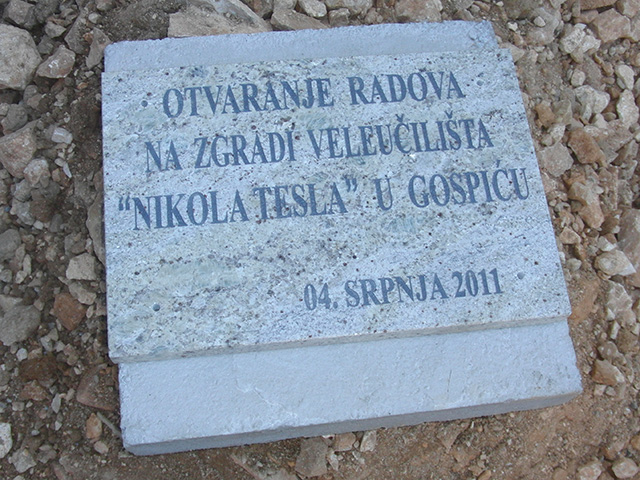 OTVARANJE RADOVA
NA ZGRADI VELEUČILIŠTA
“NIKOLA TESLA” U GOSPIĆU
04. SRPNJA 2011